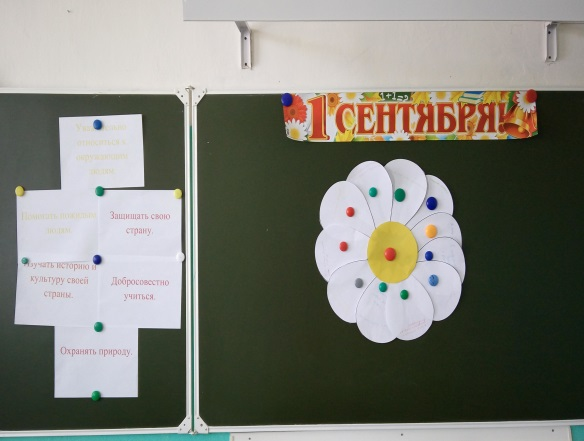 1 СЕНТЯБРЯ!
относиться к
окружающим
людям.
Помогать пожилым
людям.
Защищать свою
страну.
Изучать историю и
культуру своей
страны.
Добросовестно
учиться.
Охранять природу.